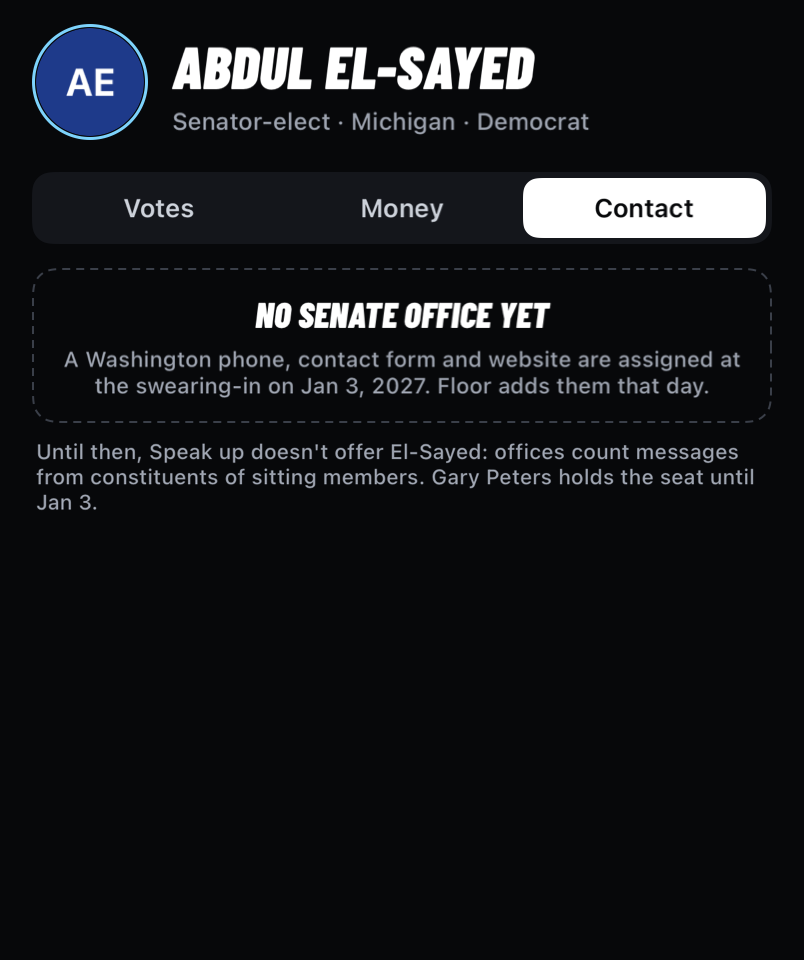 AE
ABDUL EL-SAYED
Senator-elect · Michigan · Democrat
Votes
Money
Contact
NO SENATE OFFICE YET
A Washington phone, contact form and website are assigned at
the swearing-in on Jan 3, 2027. Floor adds them that day.
Until then, Speak up doesn't offer El-Sayed: offices count messages
from constituents of sitting members. Gary Peters holds the seat until
Jan 3.